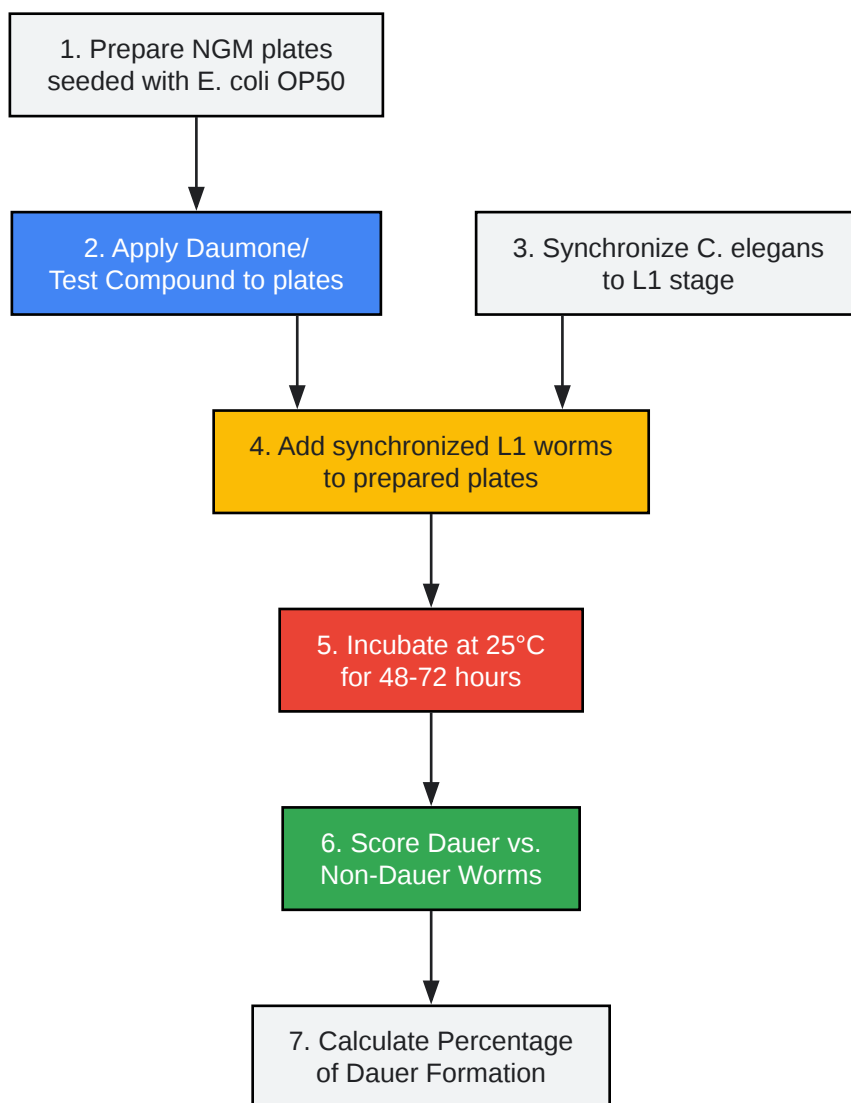 1. Prepare NGM plates
seeded with E. coli OP50
2. Apply Daumone/
Test Compound to plates
3. Synchronize C. elegans
to L1 stage
4. Add synchronized L1 worms
to prepared plates
5. Incubate at 25°C
for 48-72 hours
6. Score Dauer vs.
Non-Dauer Worms
7. Calculate Percentage
of Dauer Formation